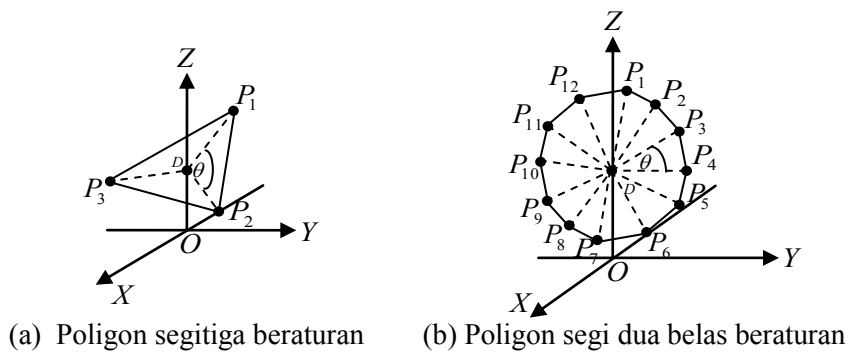 Z
P₁
D
θ
P₃
P₂
O
Y
X
(a) Poligon segitiga beraturan
Z
P₁₂
P₁
P₂
P₁₁
P₃
θ
P₁₀
P₄
D
P₉
P₅
P₈
P₇
P₆
O
Y
X
(b) Poligon segi dua belas beraturan